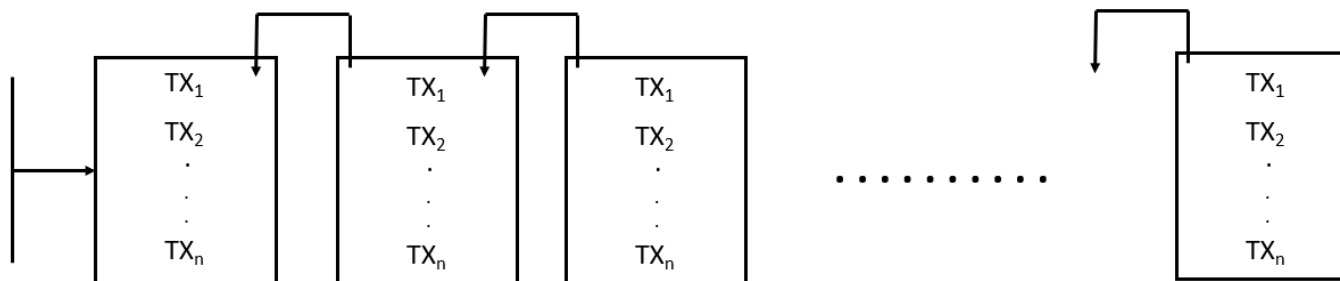 TX₁
TX₂
.
.
.
TXₙ
TX₁
TX₂
.
.
.
TXₙ
TX₁
TX₂
.
.
.
TXₙ
. . . . . . . . . .
TX₁
TX₂
.
.
.
TXₙ